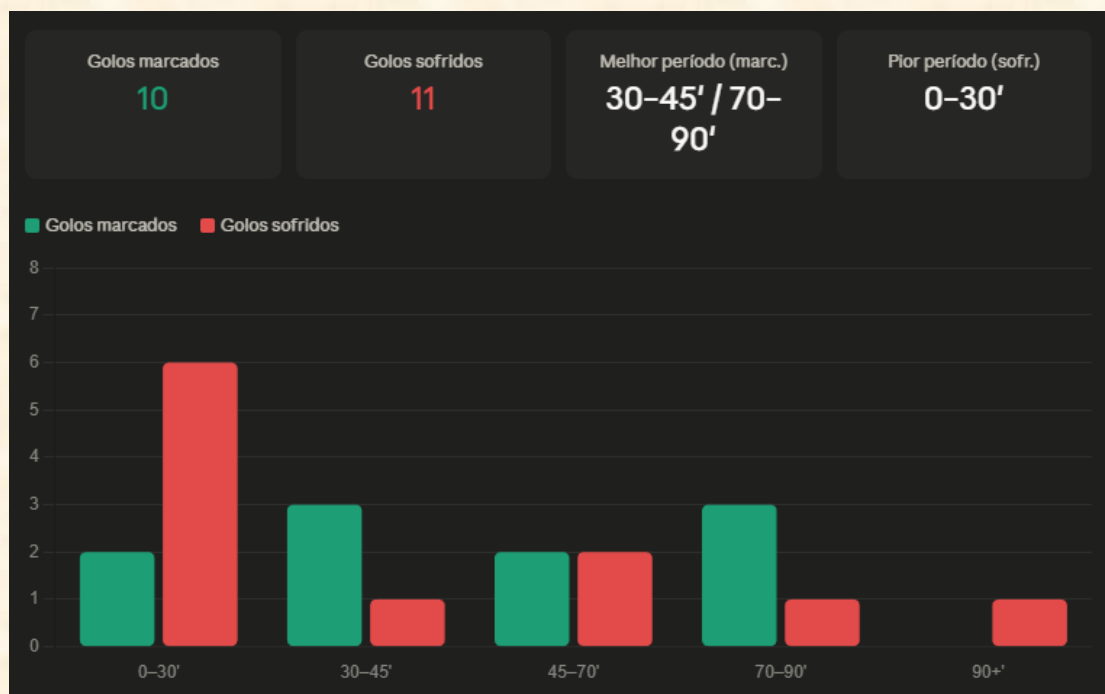 Golos marcados
10
Golos sofridos
11
Melhor período (marc.)
30–45' / 70–
90'
Pior período (sofr.)
0–30'
Golos marcados
Golos sofridos
8
7
6
5
4
3
2
1
0
0–30'
30–45'
45–70'
70–90'
90+'